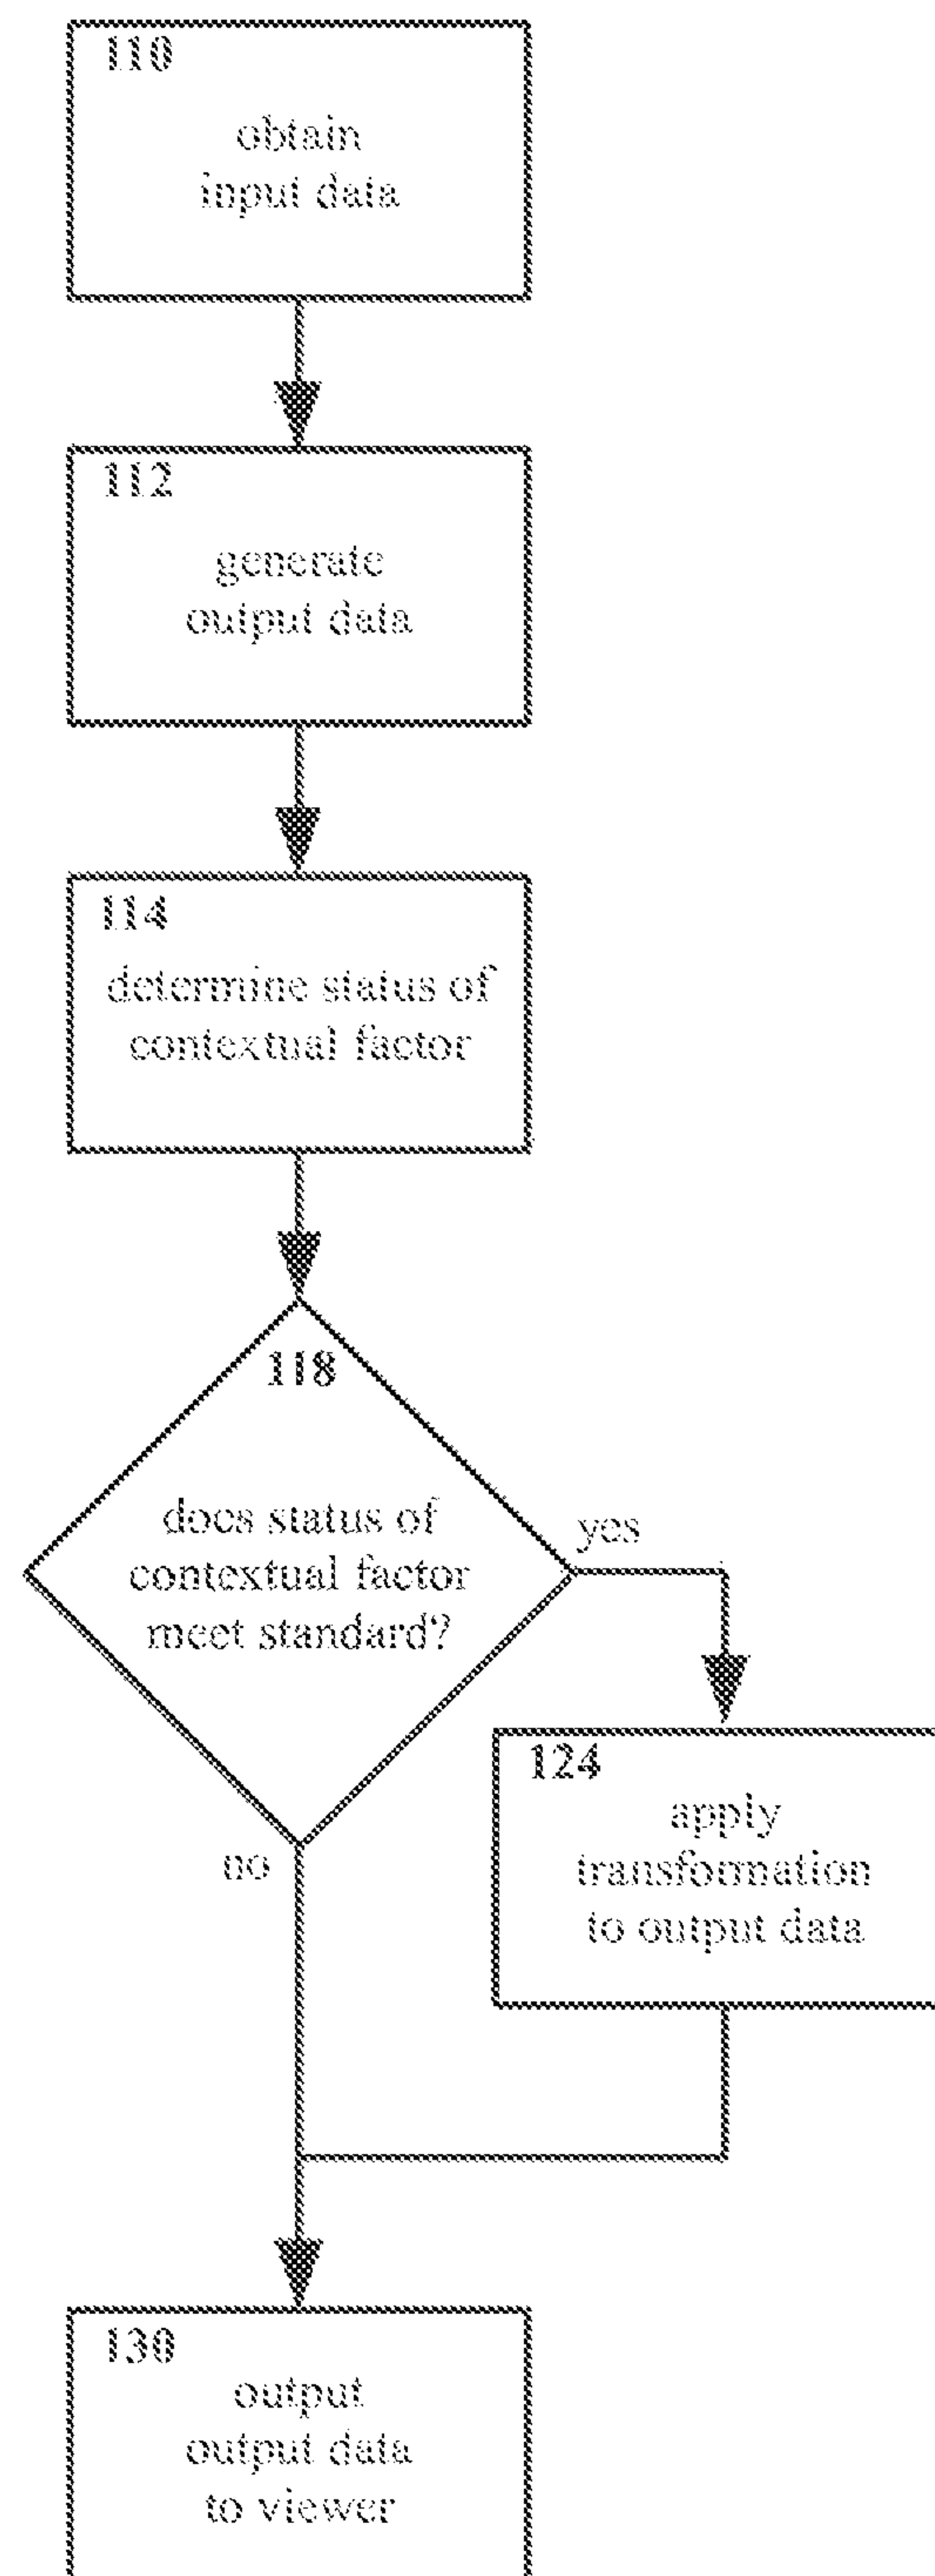 110
obtain
input data
112
generate
output data
114
determine status of
contextual factor
118
does status of
contextual factor
meet standard?
yes
124
apply
transformation
to output data
no
130
output
output data
to viewer